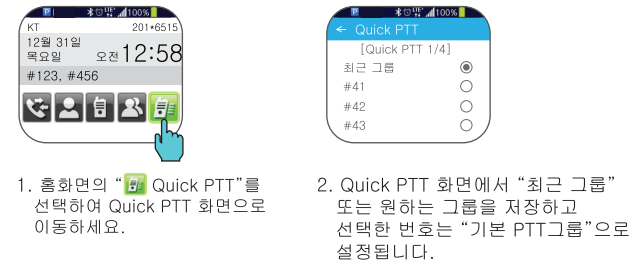 P 100%
KT 201*6515
12월 31일
목요일 오전 12:58
#123, #456
1. 홈화면의 “ Quick PTT”를
선택하여 Quick PTT 화면으로
이동하세요.
P LTE 100%
← Quick PTT
[Quick PTT 1/4]
최근 그룹
#41
#42
#43
2. Quick PTT 화면에서 “최근 그룹”
또는 원하는 그룹을 저장하고
선택한 번호는 “기본 PTT그룹”으로
설정됩니다.